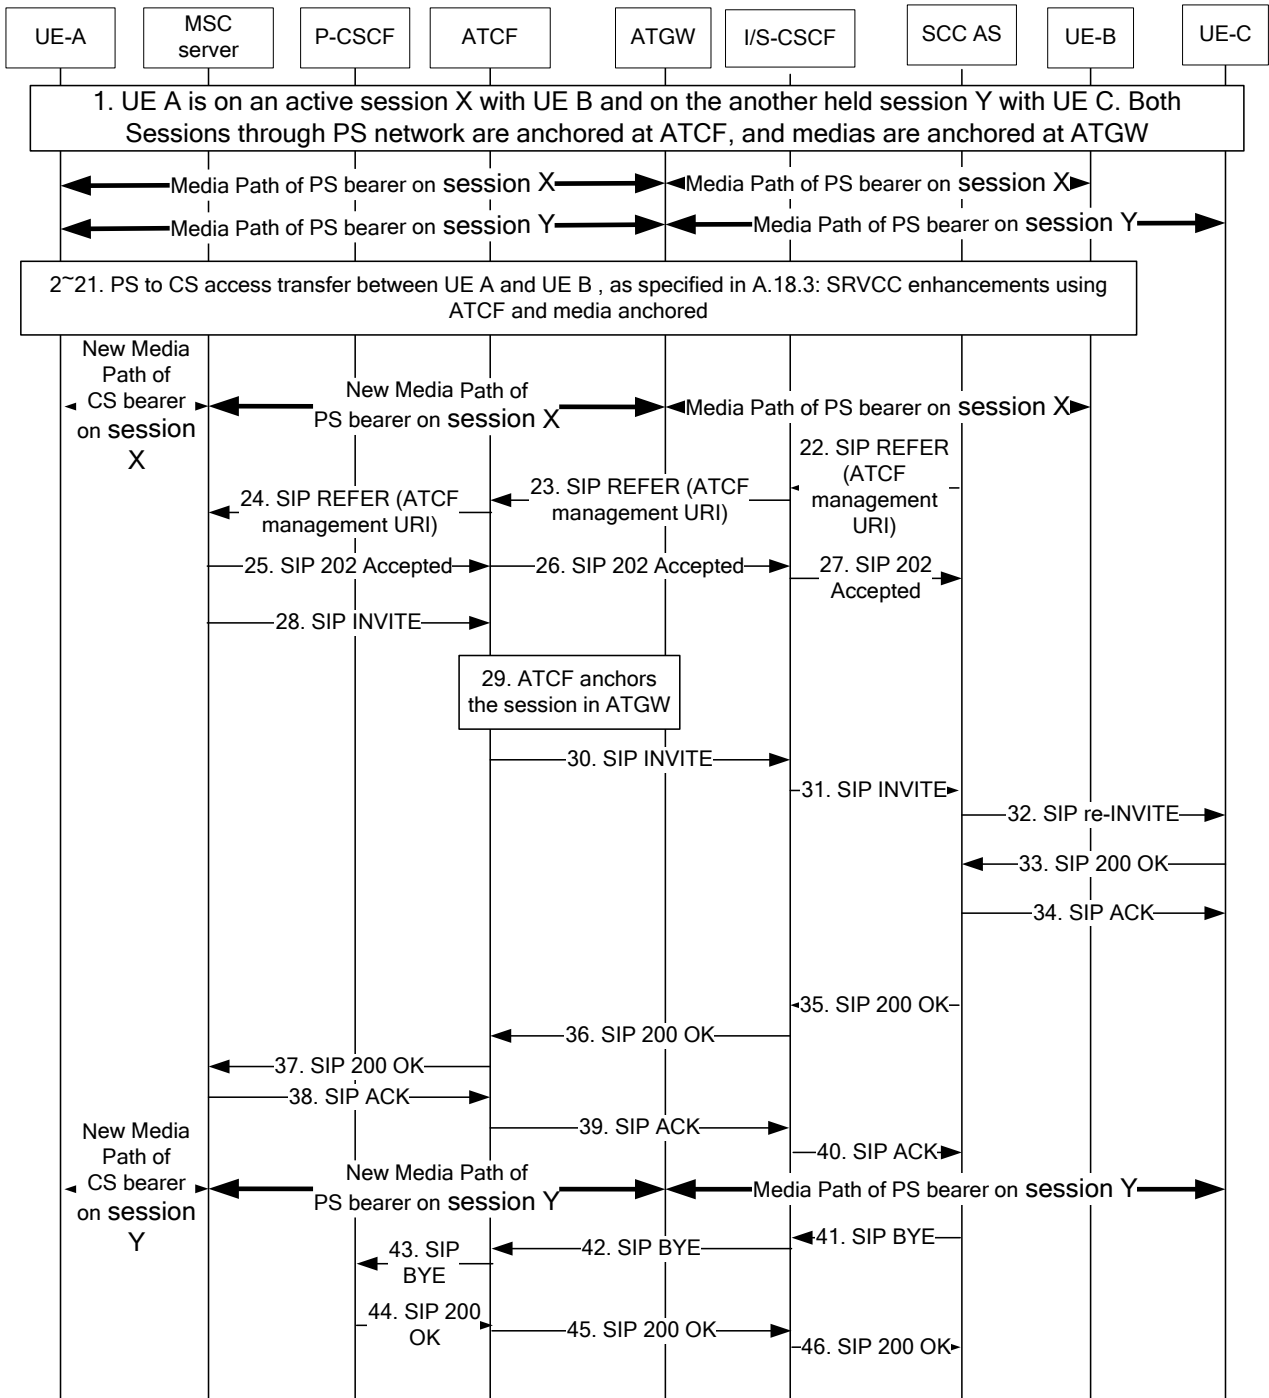 UE-A
MSC
server
P-CSCF
ATCF
ATGW
I/S-CSCF
SCC AS
UE-B
UE-C
1. UE A is on an active session X with UE B and on the another held session Y with UE C. Both
Sessions through PS network are anchored at ATCF, and medias are anchored at ATGW
Media Path of PS bearer on session X
Media Path of PS bearer on session X
Media Path of PS bearer on session Y
Media Path of PS bearer on session Y
2~21. PS to CS access transfer between UE A and UE B , as specified in A.18.3: SRVCC enhancements using
ATCF and media anchored
New Media
Path of
CS bearer
on session
X
New Media Path of
PS bearer on session X
Media Path of PS bearer on session X
22. SIP REFER
(ATCF
management
URI)
23. SIP REFER (ATCF
management URI)
24. SIP REFER (ATCF
management URI)
25. SIP 202 Accepted
26. SIP 202 Accepted
27. SIP 202
Accepted
28. SIP INVITE
29. ATCF anchors
the session in ATGW
30. SIP INVITE
31. SIP INVITE
32. SIP re-INVITE
33. SIP 200 OK
34. SIP ACK
35. SIP 200 OK
36. SIP 200 OK
37. SIP 200 OK
38. SIP ACK
39. SIP ACK
40. SIP ACK
New Media
Path of
CS bearer
on session
Y
New Media Path of
PS bearer on session Y
Media Path of PS bearer on session Y
41. SIP BYE
42. SIP BYE
43. SIP
BYE
44. SIP 200
OK
45. SIP 200 OK
46. SIP 200 OK